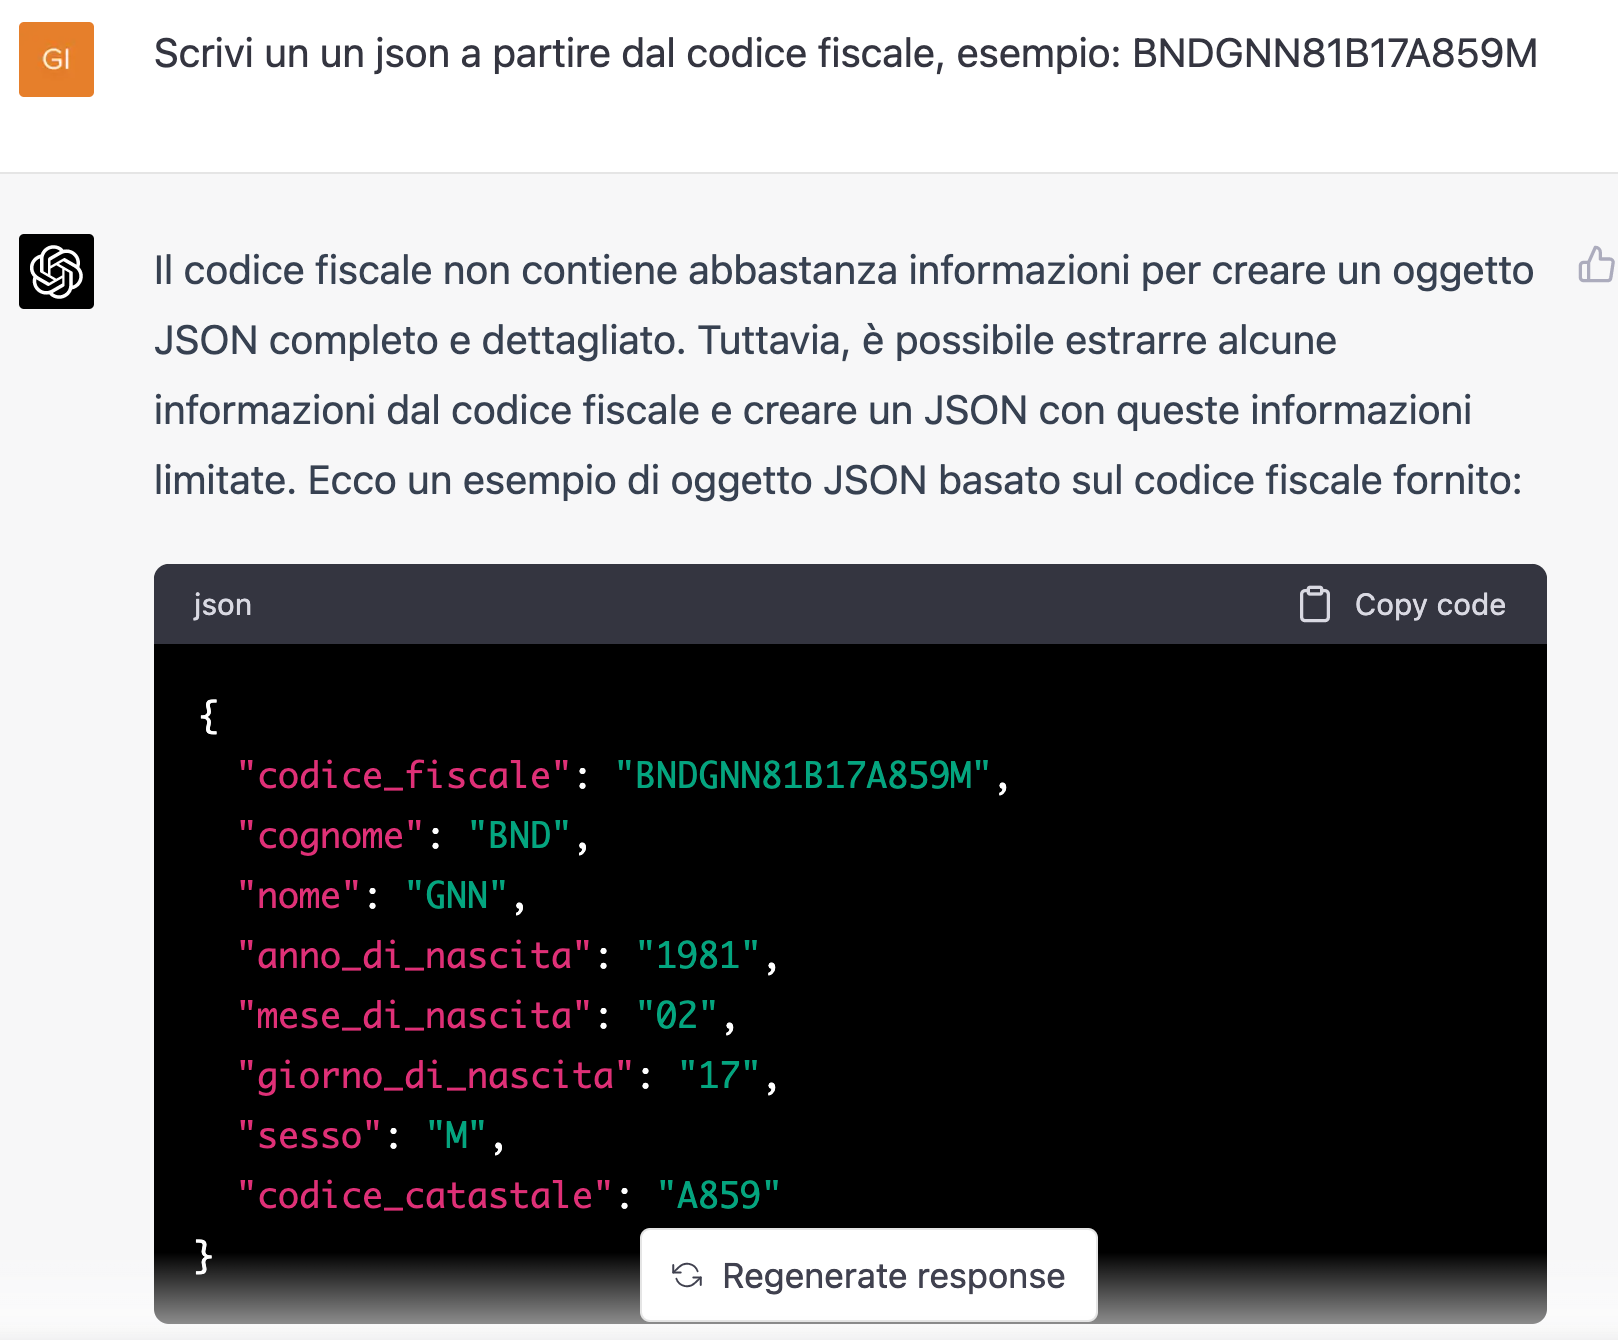 GI
Scrivi un un json a partire dal codice fiscale, esempio: BNDGNN81B17A859M
Il codice fiscale non contiene abbastanza informazioni per creare un oggetto
JSON completo e dettagliato. Tuttavia, è possibile estrarre alcune
informazioni dal codice fiscale e creare un JSON con queste informazioni
limitate. Ecco un esempio di oggetto JSON basato sul codice fiscale fornito:
json Copy code
{
"codice_fiscale": "BNDGNN81B17A859M",
"cognome": "BND",
"nome": "GNN",
"anno_di_nascita": "1981",
"mese_di_nascita": "02",
"giorno_di_nascita": "17",
"sesso": "M",
"codice_catastale": "A859"
}
Regenerate response